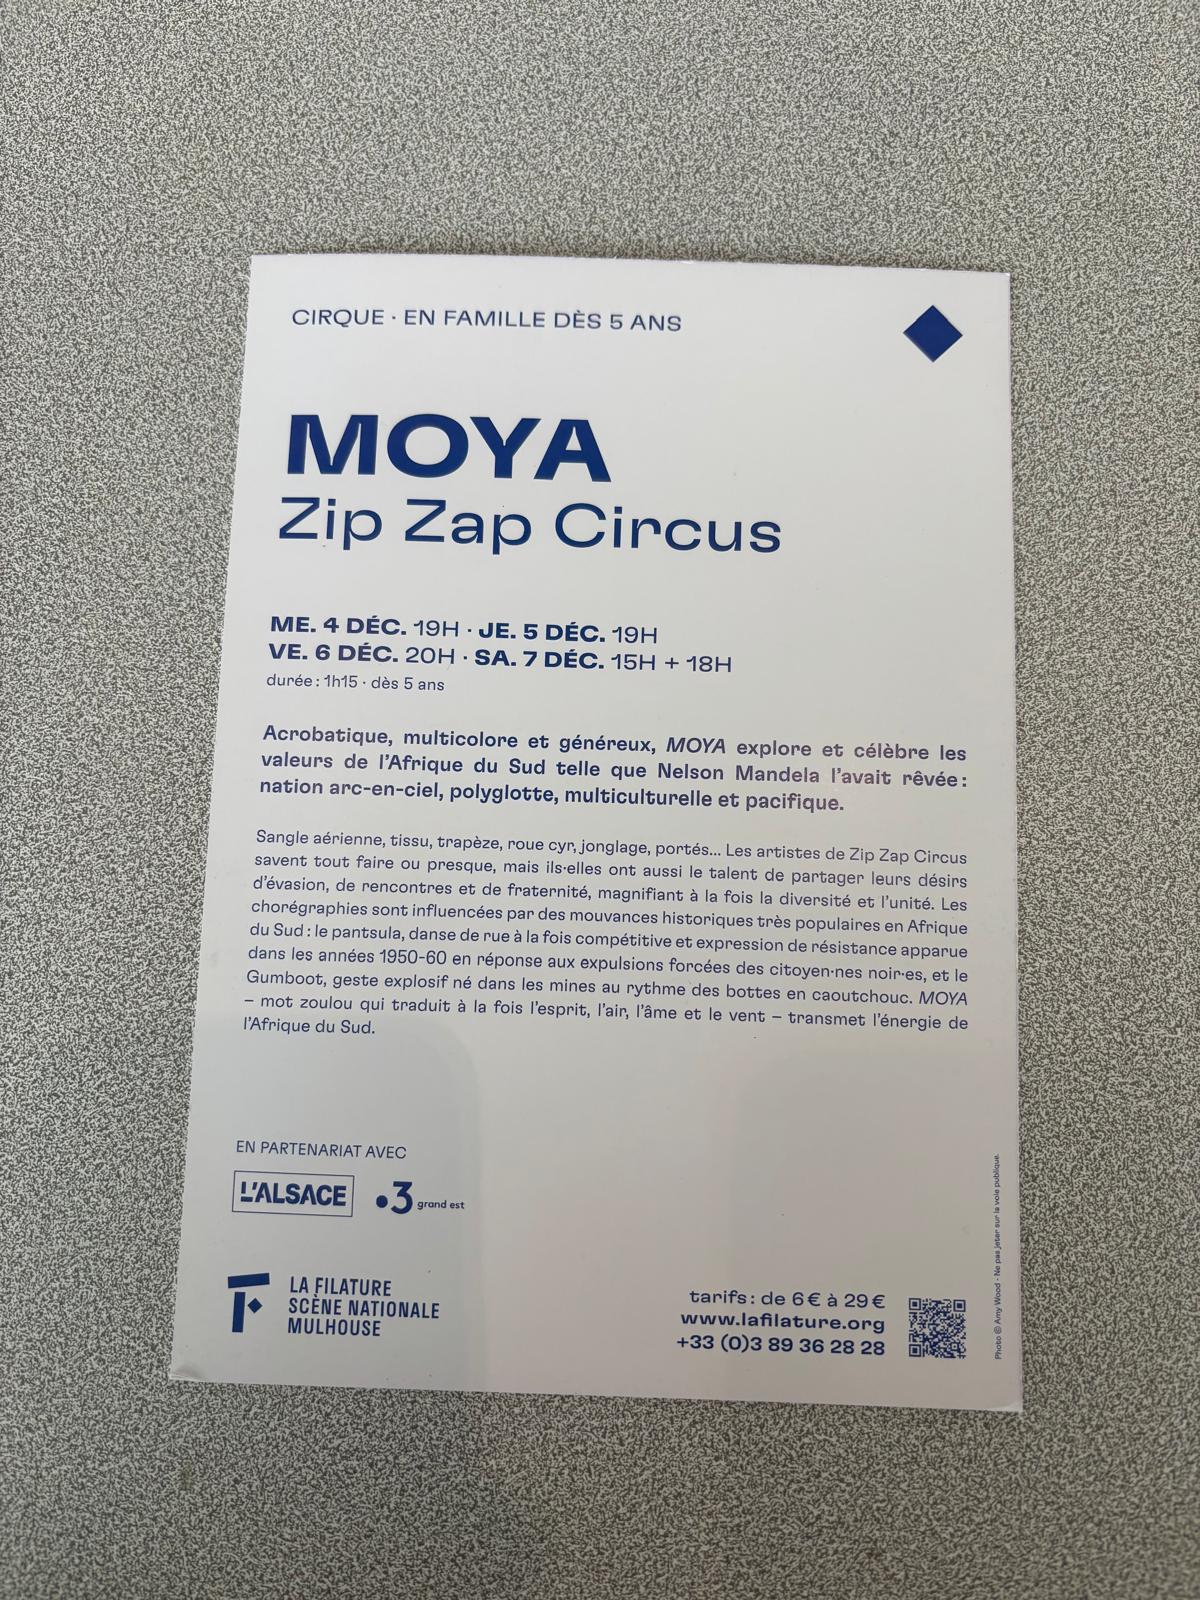 CIRQUE · EN FAMILLE DÈS 5 ANS
MOYA
Zip Zap Circus
ME. 4 DÉC. 19H · JE. 5 DÉC. 19H
VE. 6 DÉC. 20H · SA. 7 DÉC. 15H + 18H
durée : 1h15 · dès 5 ans
Acrobatique, multicolore et généreux, MOYA explore et célèbre les
valeurs de l'Afrique du Sud telle que Nelson Mandela l'avait rêvée :
nation arc-en-ciel, polyglotte, multiculturelle et pacifique.
Sangle aérienne, tissu, trapèze, roue cyr, jonglage, portés... Les artistes de Zip Zap Circus
savent tout faire ou presque, mais ils·elles ont aussi le talent de partager leurs désirs
d'évasion, de rencontres et de fraternité, magnifiant à la fois la diversité et l'unité. Les
chorégraphies sont influencées par des mouvances historiques très populaires en Afrique
du Sud : le pantsula, danse de rue à la fois compétitive et expression de résistance apparue
dans les années 1950-60 en réponse aux expulsions forcées des citoyen·nes noir·es, et le
Gumboot, geste explosif né dans les mines au rythme des bottes en caoutchouc. MOYA
– mot zoulou qui traduit à la fois l'esprit, l'air, l'âme et le vent – transmet l'énergie de
l'Afrique du Sud.
EN PARTENARIAT AVEC
L'ALSACE
•3 grand est
LA FILATURE
SCÈNE NATIONALE
MULHOUSE
tarifs : de 6 € à 29 €
www.lafilature.org
+33 (0)3 89 36 28 28
Photo © Amy Wood · Ne pas jeter sur la voie publique.